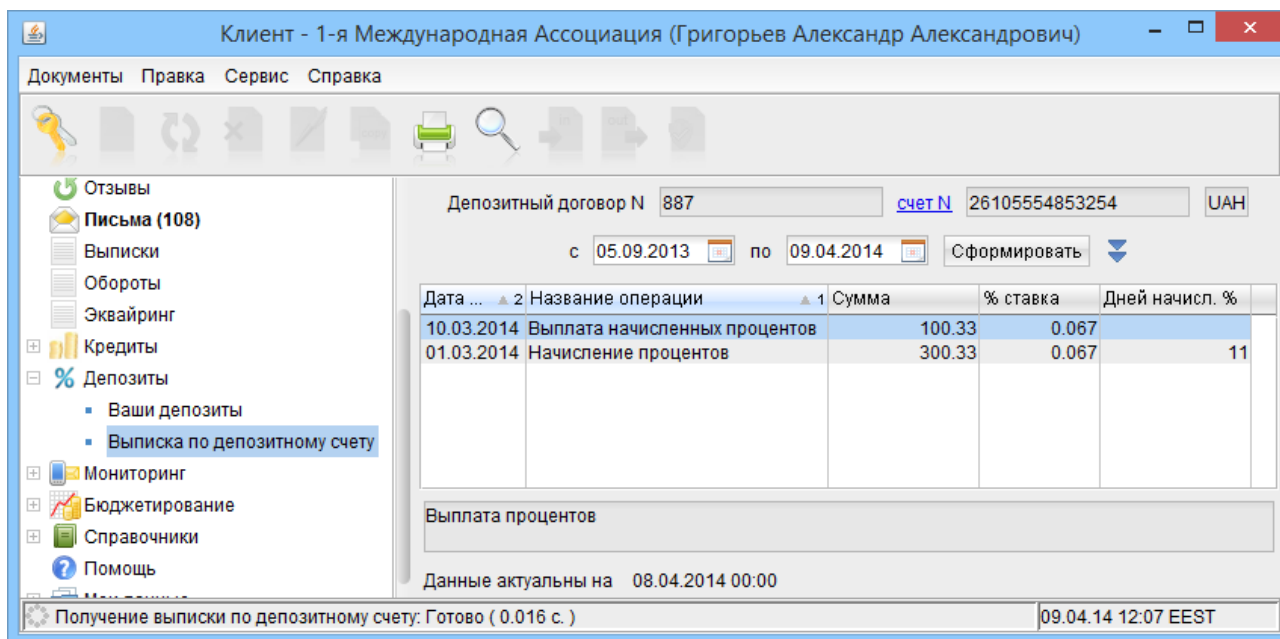 Клиент - 1-я Международная Ассоциация (Григорьев Александр Александрович)
Документы Правка Сервис Справка
in out
Отзывы
Письма (108)
Выписки
Обороты
Эквайринг
Кредиты
Депозиты
Ваши депозиты
Выписка по депозитному счету
Мониторинг
Бюджетирование
Справочники
Помощь
Депозитный договор N 887 счет N 26105554853254 UAH
с 05.09.2013 по 09.04.2014 Сформировать
Дата ... 2 Название операции 1 Сумма % ставка Дней начисл. %
10.03.2014 Выплата начисленных процентов 100.33 0.067
01.03.2014 Начисление процентов 300.33 0.067 11
Выплата процентов
Данные актуальны на 08.04.2014 00:00
Получение выписки по депозитному счету: Готово ( 0.016 с. ) 09.04.14 12:07 EEST